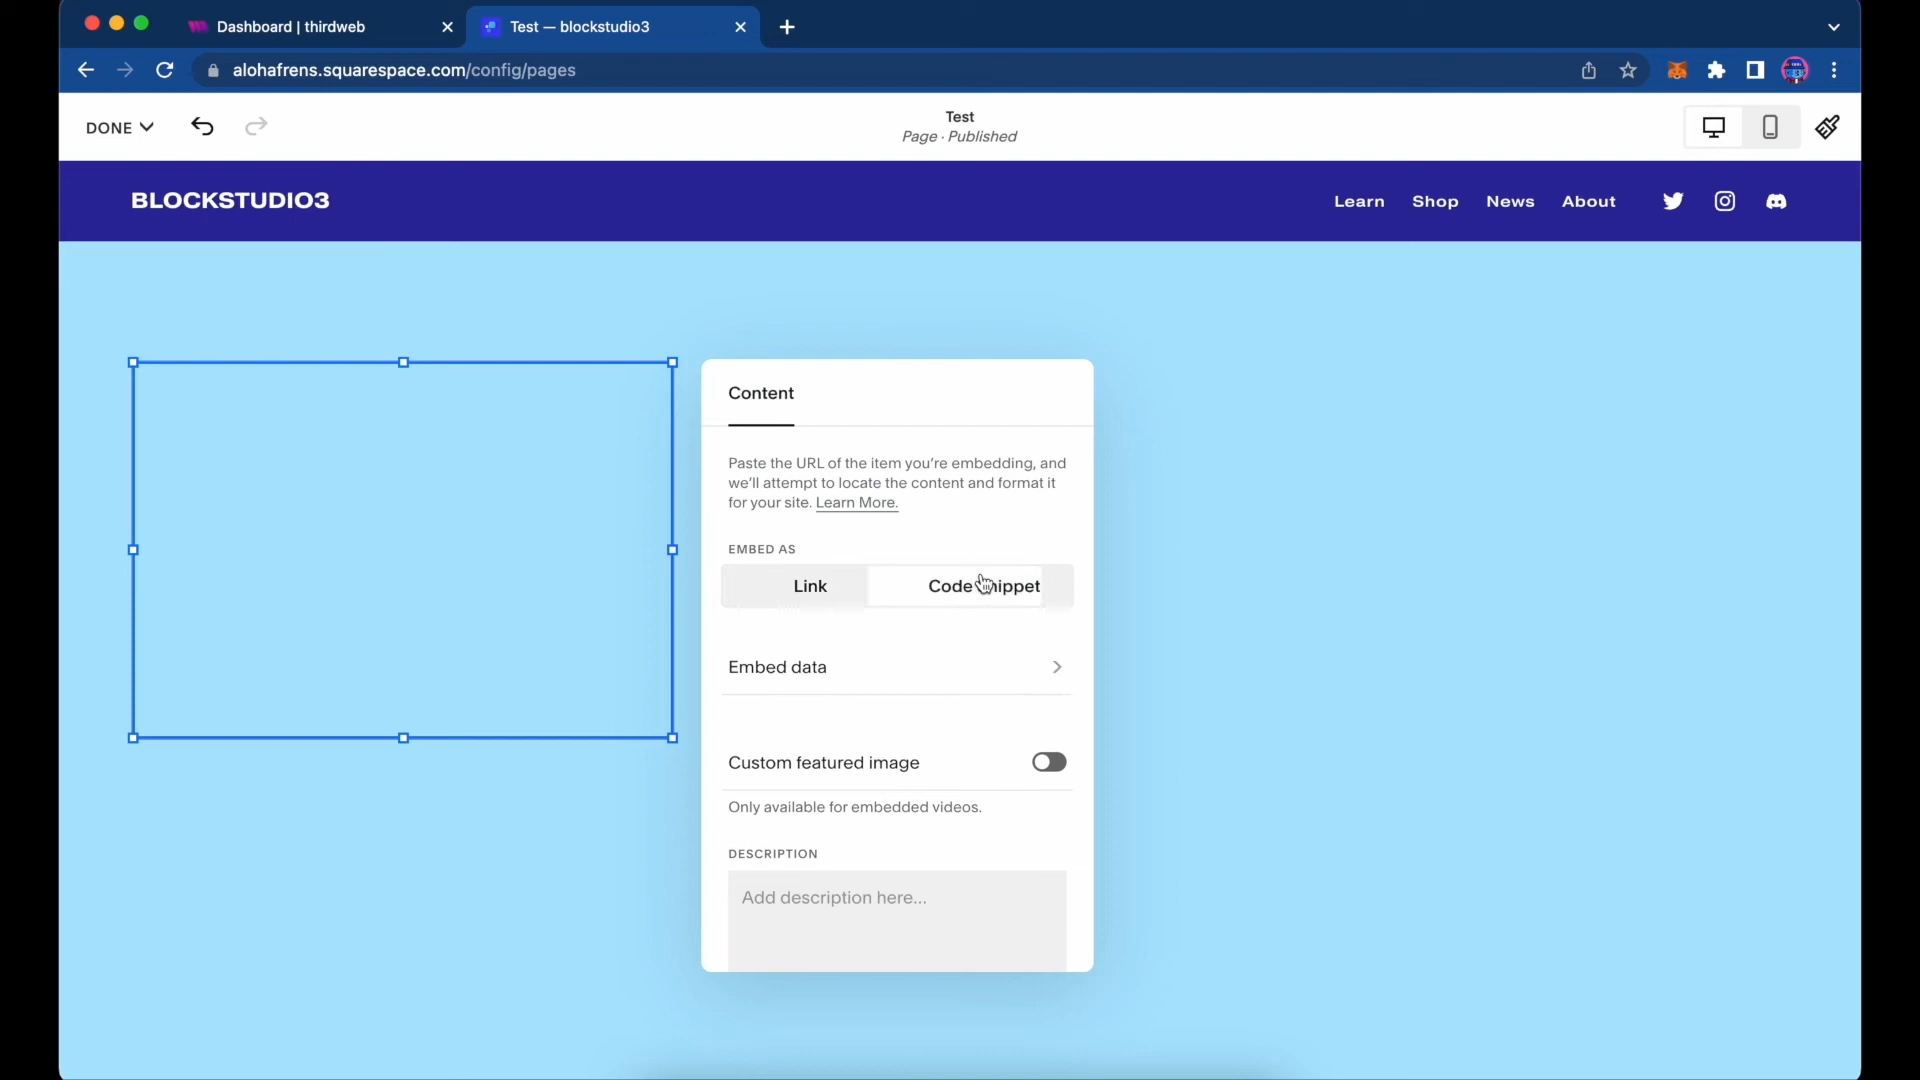 Dashboard | thirdweb
Test — blockstudio3
alohafrens.squarespace.com/config/pages
DONE
Test
Page · Published
BLOCKSTUDIO3
Learn
Shop
News
About
Content
Paste the URL of the item you're embedding, and
we'll attempt to locate the content and format it
for your site. Learn More.
EMBED AS
Link
Code Snippet
Embed data
Custom featured image
Only available for embedded videos.
DESCRIPTION
Add description here...